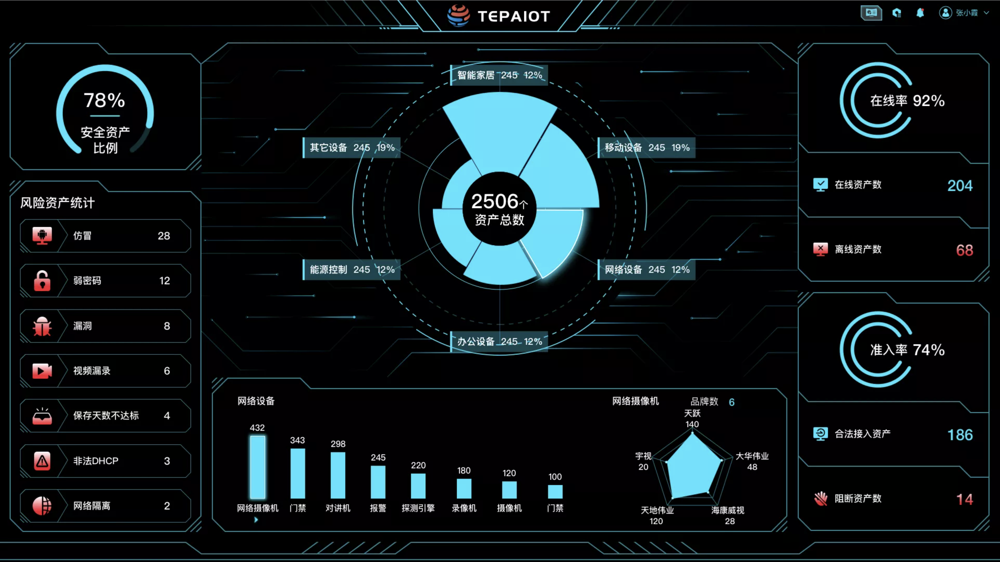 TEPAIOT
张小霞
78%
安全资产
比例
风险资产统计
仿冒 28
弱密码 12
漏洞 8
视频漏录 6
保存天数不达标 4
非法DHCP 3
网络隔离 2
智能家居 245 12%
其它设备 245 19%
移动设备 245 19%
2506个
资产总数
能源控制 245 12%
网络设备 245 12%
办公设备 245 12%
网络设备
432
343
298
245
220
180
120
100
网络摄像机
门禁
对讲机
报警
探测引擎
录像机
摄像机
门禁
网络摄像机 品牌数 6
天跃
140
宇视
20
大华伟业
48
天地伟业
120
海康威视
28
在线率 92%
在线资产数 204
离线资产数 68
准入率 74%
合法接入资产 186
阻断资产数 14